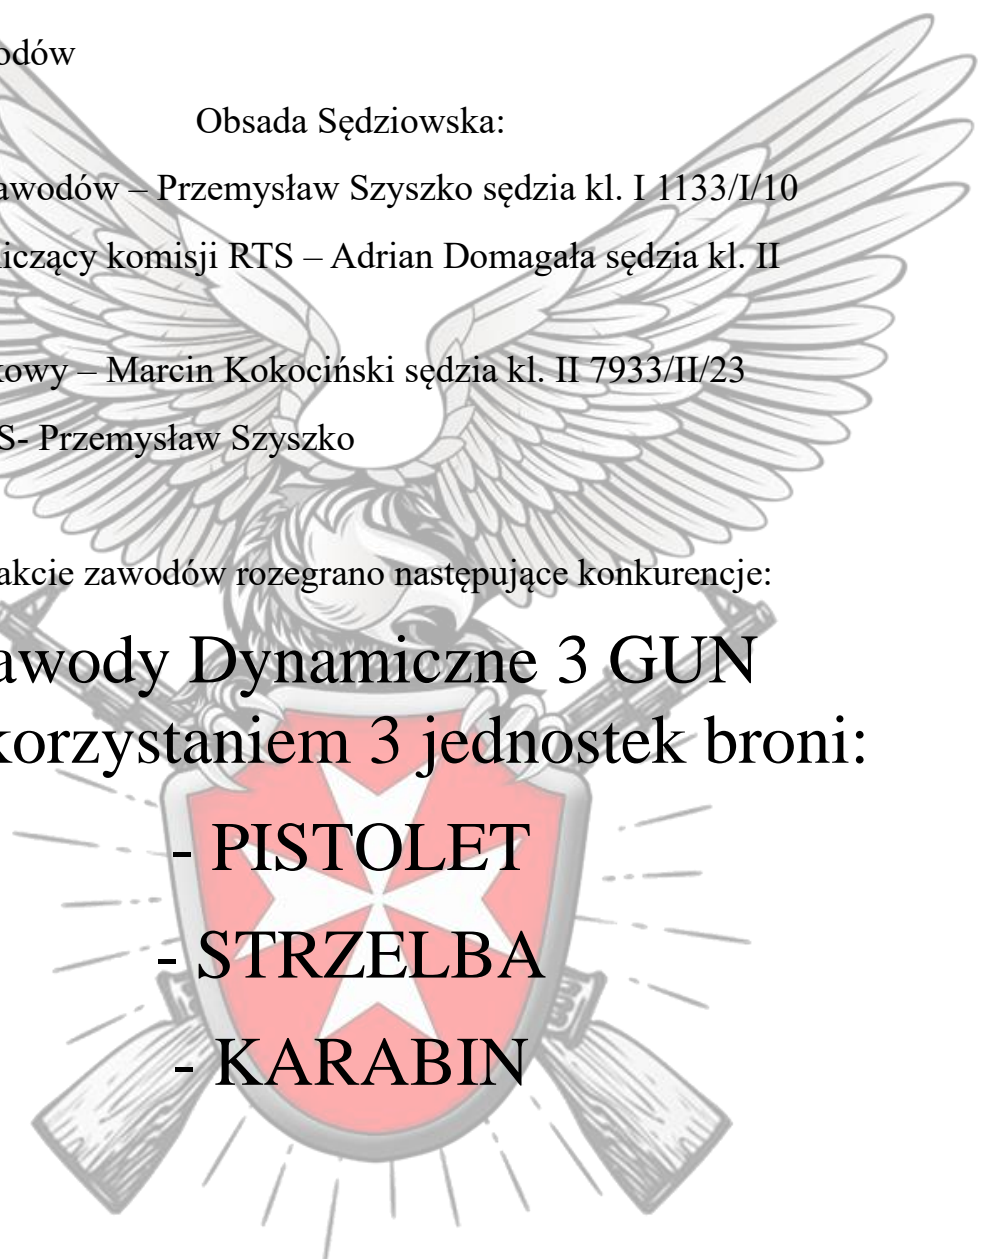 odów
Obsada Sędziowska:
awodów – Przemysław Szyszko sędzia kl. I 1133/I/10
niczący komisji RTS – Adrian Domagała sędzia kl. II
kowy – Marcin Kokociński sędzia kl. II 7933/II/23
S- Przemysław Szyszko
akcie zawodów rozegrano następujące konkurencje:
awody Dynamiczne 3 GUN
korzystaniem 3 jednostek broni:
- PISTOLET
- STRZELBA
- KARABIN